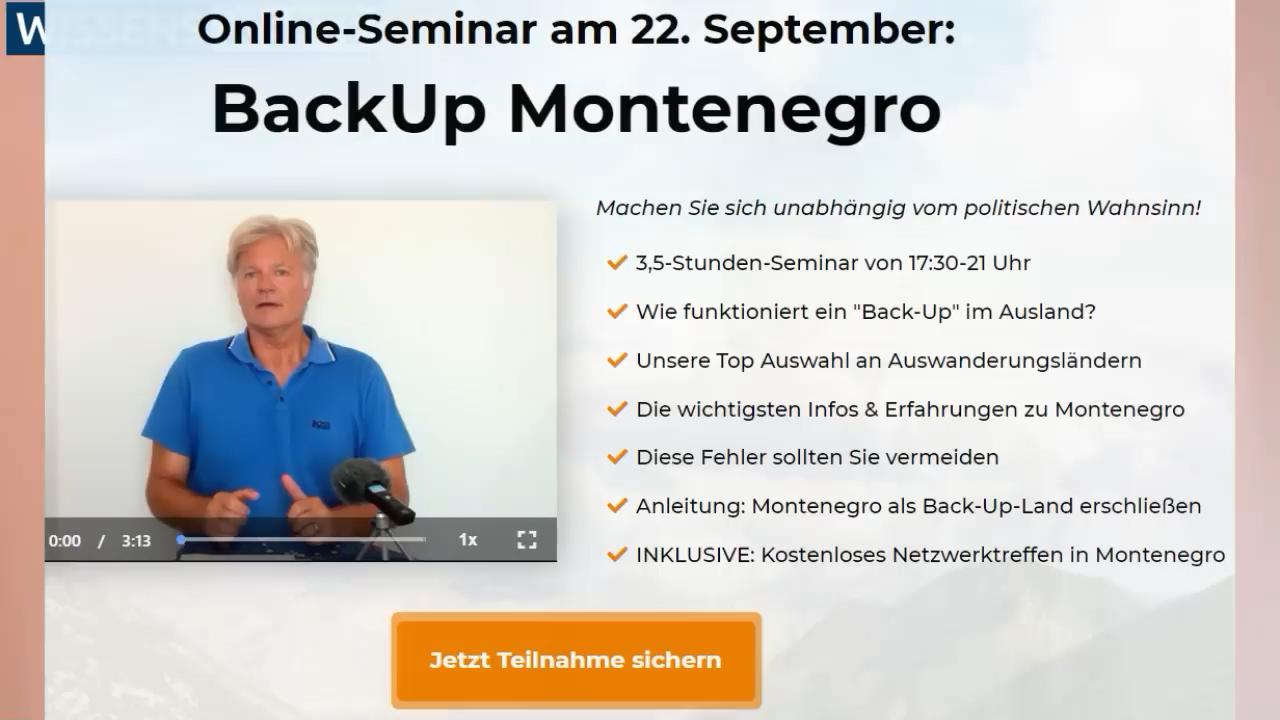 WISSENS
Online-Seminar am 22. September:
BackUp Montenegro
Machen Sie sich unabhängig vom politischen Wahnsinn!
3,5-Stunden-Seminar von 17:30-21 Uhr
Wie funktioniert ein "Back-Up" im Ausland?
Unsere Top Auswahl an Auswanderungsländern
Die wichtigsten Infos & Erfahrungen zu Montenegro
Diese Fehler sollten Sie vermeiden
Anleitung: Montenegro als Back-Up-Land erschließen
INKLUSIVE: Kostenloses Netzwerktreffen in Montenegro
BOSS
0:00 / 3:13 1x
Jetzt Teilnahme sichern